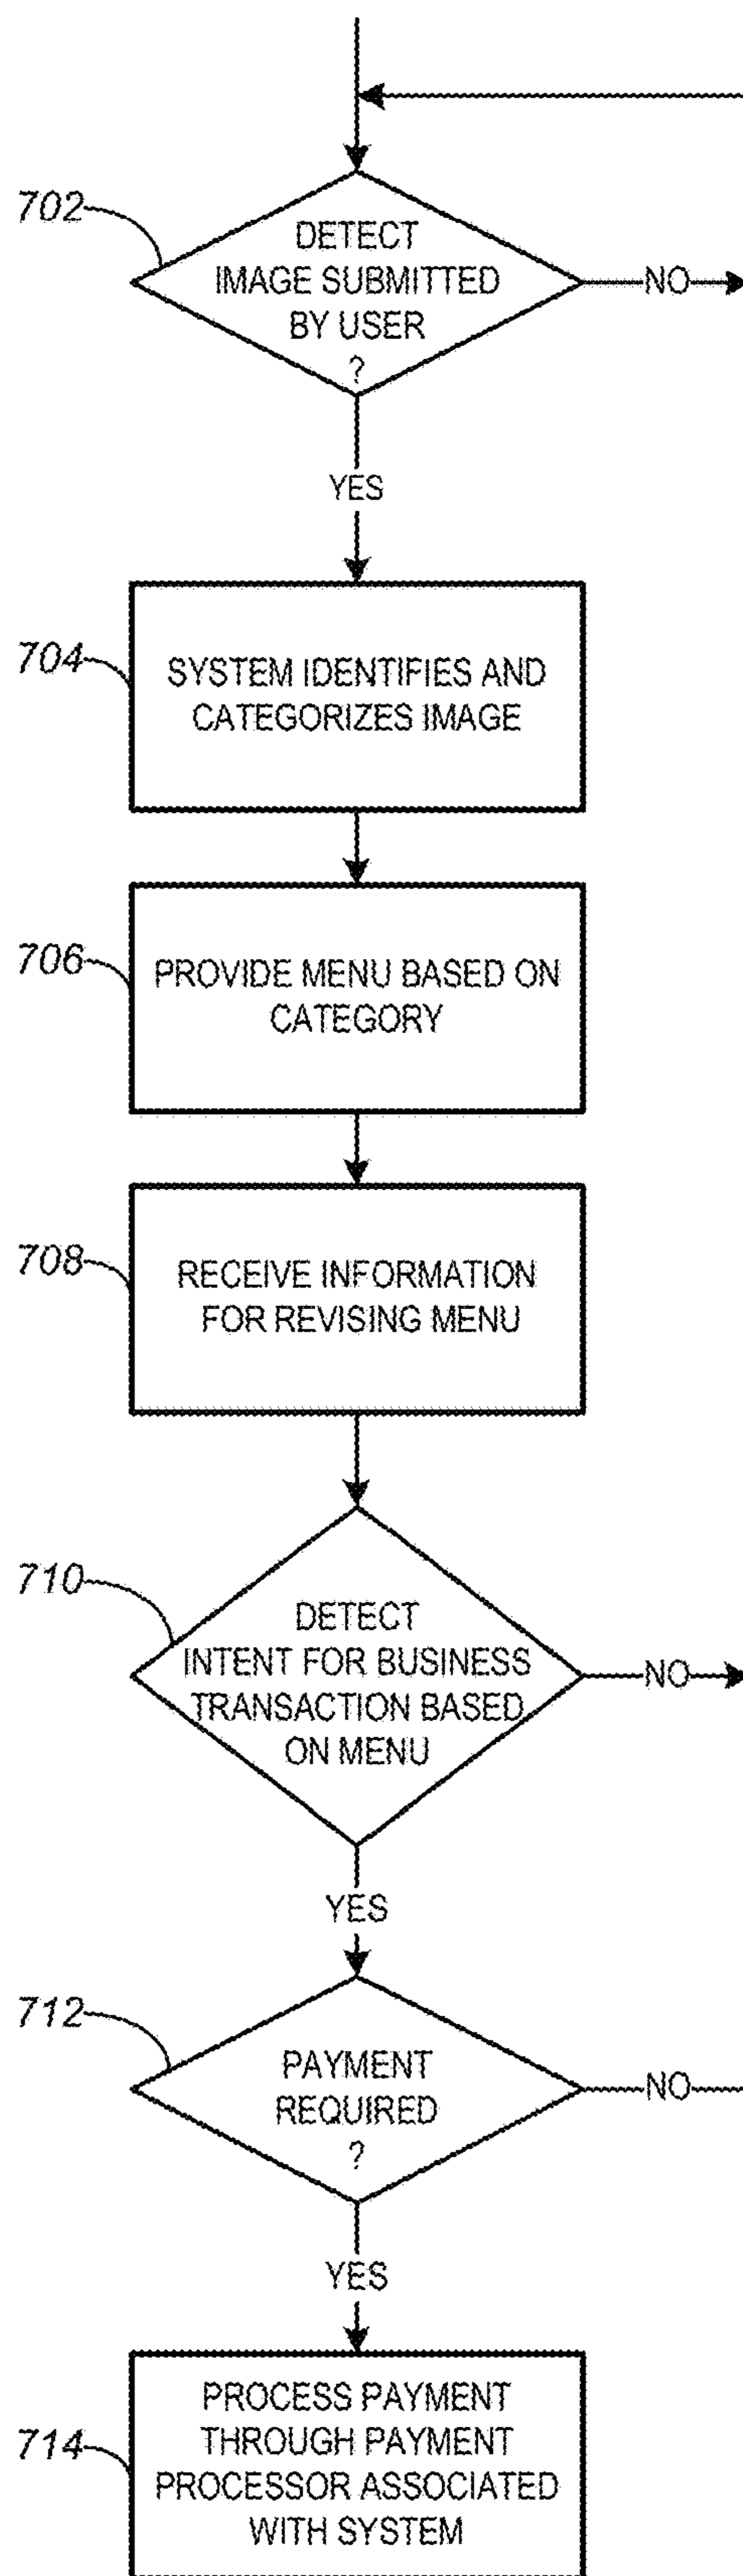 702
DETECT
IMAGE SUBMITTED
BY USER
?
NO
YES
704
SYSTEM IDENTIFIES AND
CATEGORIZES IMAGE
706
PROVIDE MENU BASED ON
CATEGORY
708
RECEIVE INFORMATION
FOR REVISING MENU
710
DETECT
INTENT FOR BUSINESS
TRANSACTION BASED
ON MENU
NO
YES
712
PAYMENT
REQUIRED
?
NO
YES
714
PROCESS PAYMENT
THROUGH PAYMENT
PROCESSOR ASSOCIATED
WITH SYSTEM